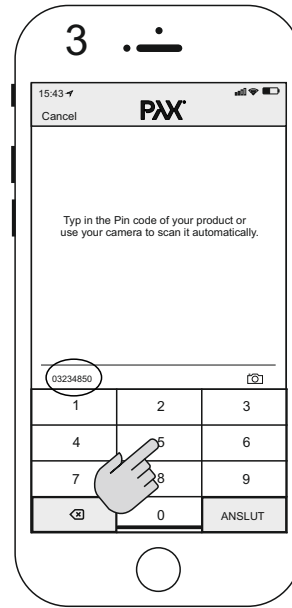 3
15:43
Cancel
PAX
Typ in the Pin code of your product or
use your camera to scan it automatically.
03234850
1 2 3
4 5 6
7 8 9
0 ANSLUT